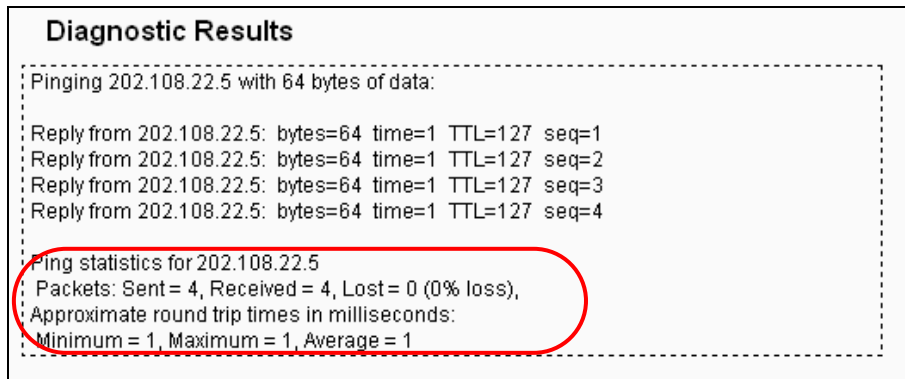 Diagnostic Results
Pinging 202.108.22.5 with 64 bytes of data:
Reply from 202.108.22.5: bytes=64 time=1 TTL=127 seq=1
Reply from 202.108.22.5: bytes=64 time=1 TTL=127 seq=2
Reply from 202.108.22.5: bytes=64 time=1 TTL=127 seq=3
Reply from 202.108.22.5: bytes=64 time=1 TTL=127 seq=4
Ping statistics for 202.108.22.5
Packets: Sent = 4, Received = 4, Lost = 0 (0% loss),
Approximate round trip times in milliseconds:
Minimum = 1, Maximum = 1, Average = 1